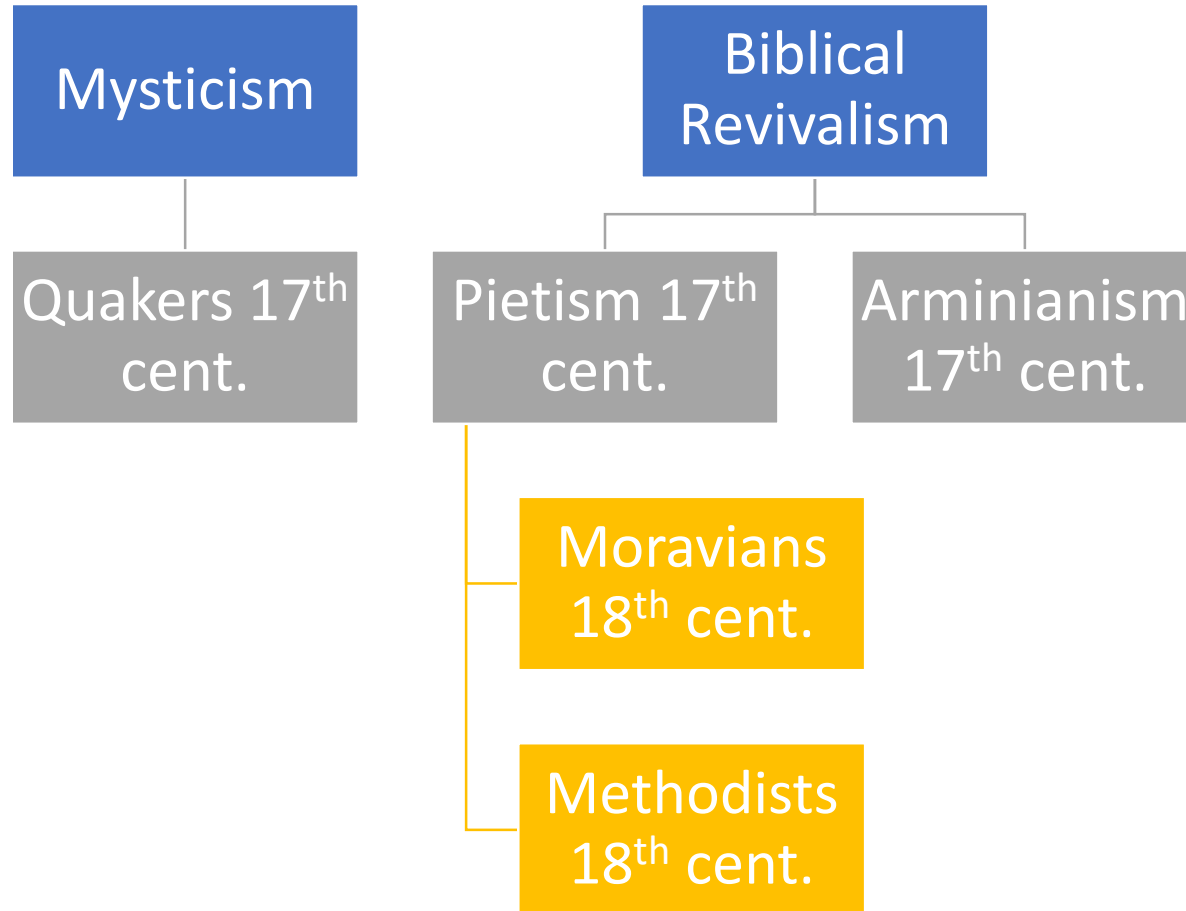 Mysticism
Biblical
Revivalism
Quakers 17th
cent.
Pietism 17th
cent.
Arminianism
17th cent.
Moravians
18th cent.
Methodists
18th cent.